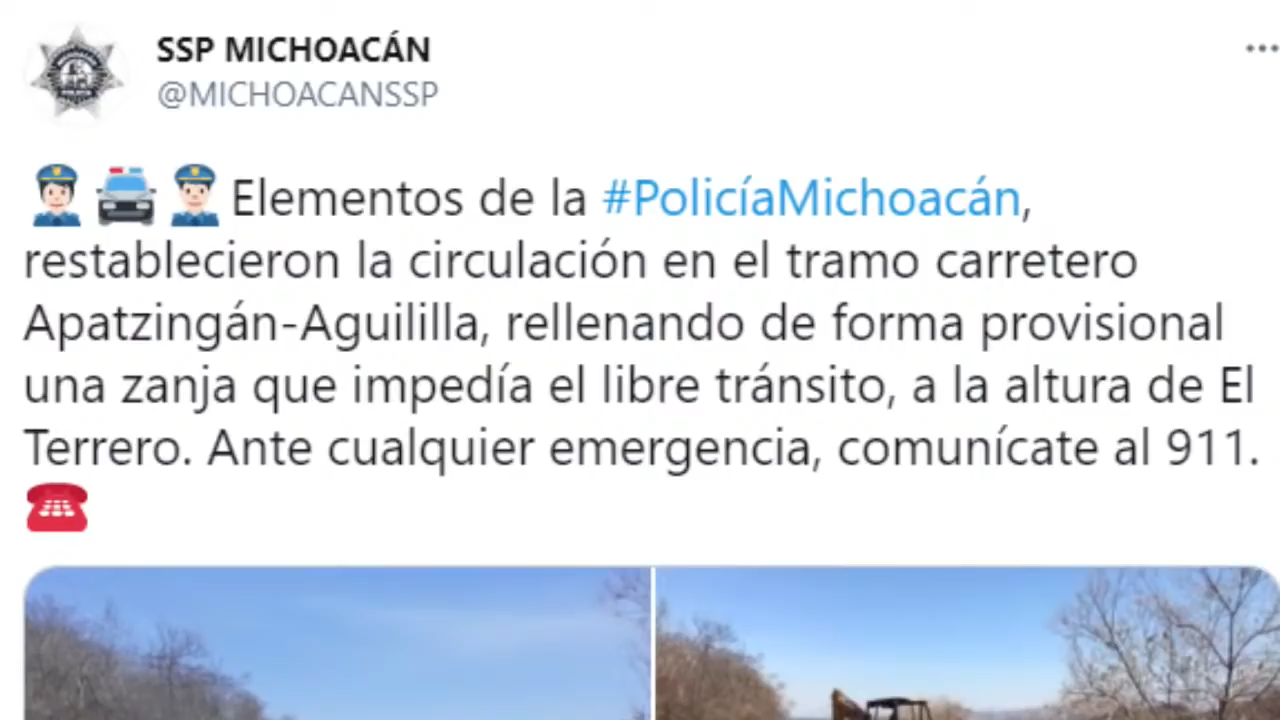 SSP MICHOACÁN
@MICHOACANSSP
Elementos de la #PolicíaMichoacán,
restablecieron la circulación en el tramo carretero
Apatzingán-Aguililla, rellenando de forma provisional
una zanja que impedía el libre tránsito, a la altura de El
Terrero. Ante cualquier emergencia, comunícate al 911.